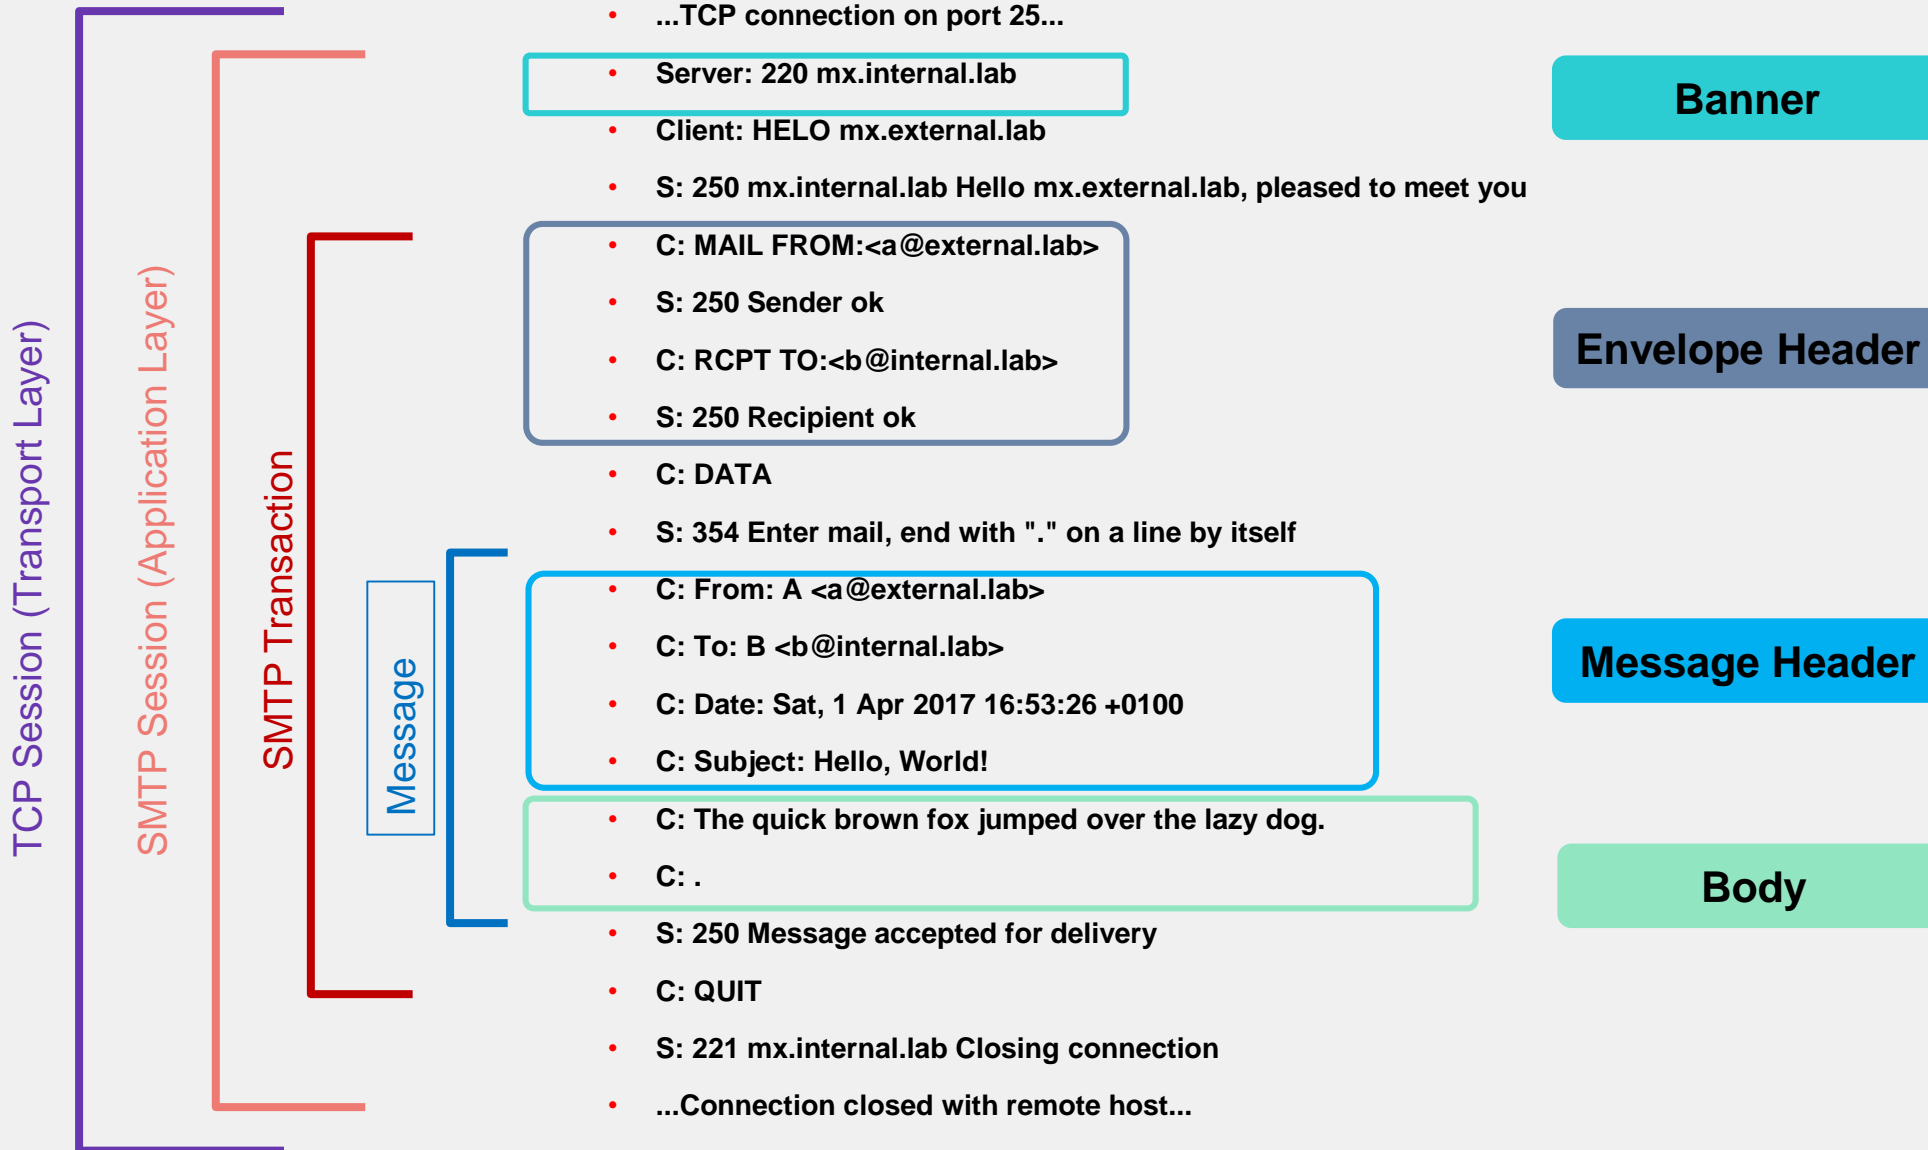 ...TCP connection on port 25...
Server: 220 mx.internal.lab
Banner
Client: HELO mx.external.lab
S: 250 mx.internal.lab Hello mx.external.lab, pleased to meet you
C: MAIL FROM:<a@external.lab>
S: 250 Sender ok
C: RCPT TO:<b@internal.lab>
S: 250 Recipient ok
Envelope Header
C: DATA
S: 354 Enter mail, end with "." on a line by itself
C: From: A <a@external.lab>
C: To: B <b@internal.lab>
C: Date: Sat, 1 Apr 2017 16:53:26 +0100
C: Subject: Hello, World!
Message Header
C: The quick brown fox jumped over the lazy dog.
C: .
Body
S: 250 Message accepted for delivery
C: QUIT
S: 221 mx.internal.lab Closing connection
...Connection closed with remote host...
TCP Session (Transport Layer)
SMTP Session (Application Layer)
SMTP Transaction
Message